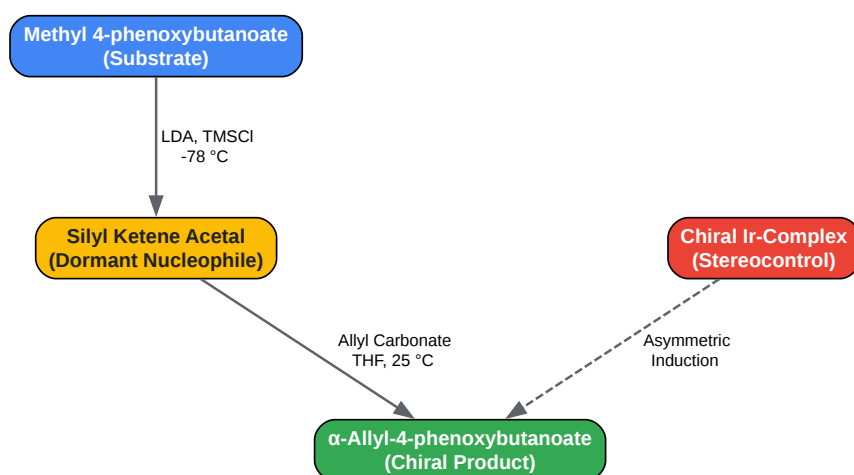 Methyl 4-phenoxybutanoate
(Substrate)
LDA, TMSCl
-78 °C
Silyl Ketene Acetal
(Dormant Nucleophile)
Chiral Ir-Complex
(Stereocontrol)
Allyl Carbonate
THF, 25 °C
Asymmetric
Induction
α-Allyl-4-phenoxybutanoate
(Chiral Product)